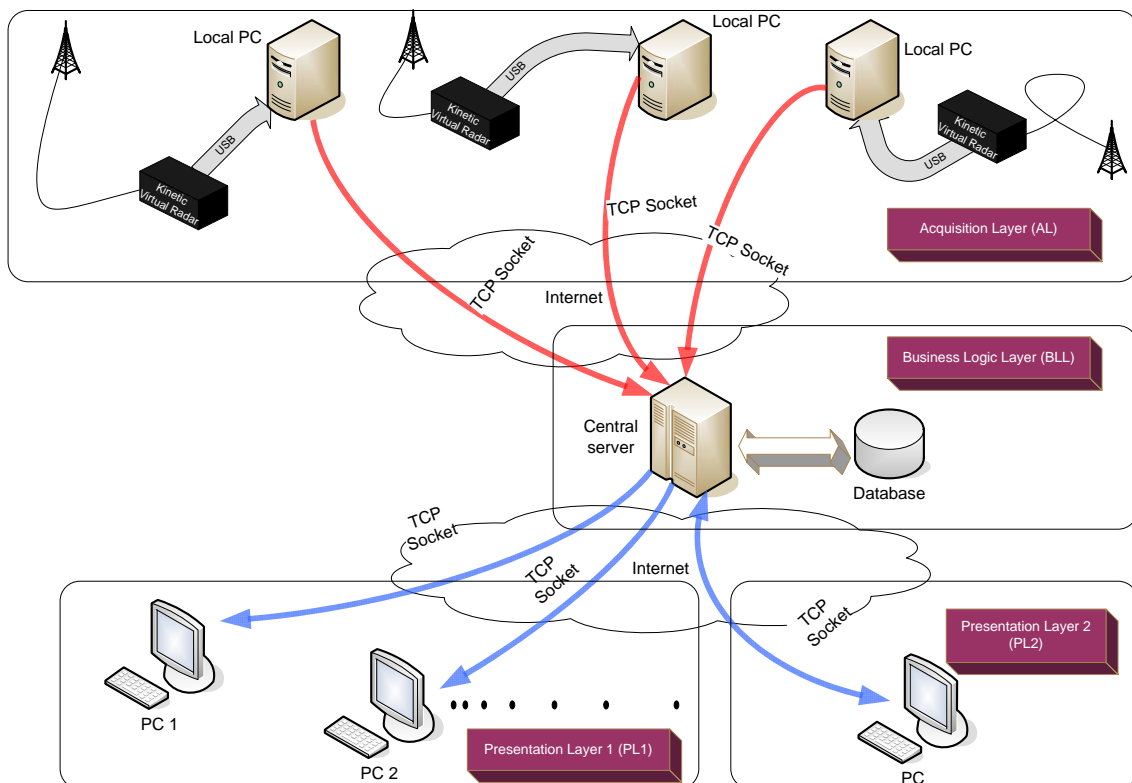 Local PC
USB
Kinetic
Virtual Radar
Local PC
USB
Kinetic
Virtual Radar
Local PC
USB
Kinetic
Virtual Radar
TCP Socket
TCP Socket
TCP Socket
Acquisition Layer (AL)
Internet
Business Logic Layer (BLL)
Central
server
Database
TCP
Socket
TCP
Socket
Internet
TCP
Socket
Presentation Layer 2
(PL2)
PC 1
PC 2
Presentation Layer 1 (PL1)
PC